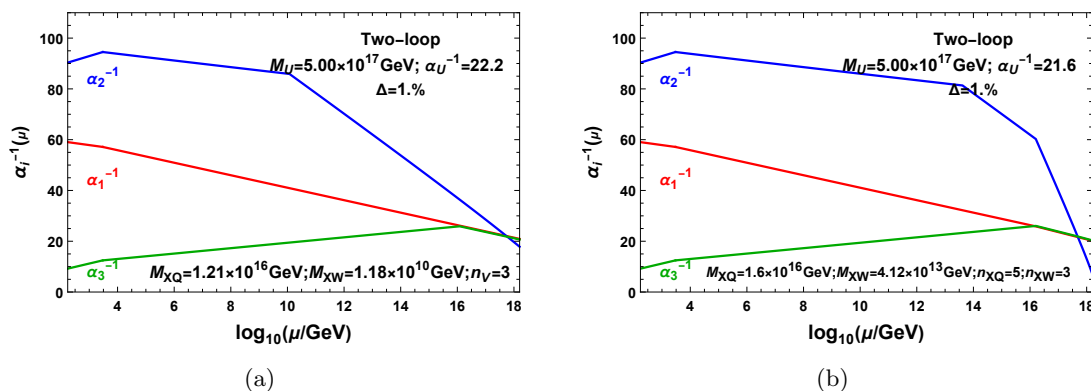 Two-loop
M_U=5.00×10^17GeV; α_U^-1=22.2
Δ=1.%
α_2^-1
α_1^-1
α_3^-1
M_XQ=1.21×10^16GeV;M_XW=1.18×10^10GeV;n_V=3
α_i^-1(μ)
100
80
60
40
20
0
4 6 8 10 12 14 16 18
log10(μ/GeV)
(a)
Two-loop
M_U=5.00×10^17GeV; α_U^-1=21.6
Δ=1.%
α_2^-1
α_1^-1
α_3^-1
M_XQ=1.6×10^16GeV;M_XW=4.12×10^13GeV;n_XQ=5;n_XW=3
α_i^-1(μ)
100
80
60
40
20
0
4 6 8 10 12 14 16 18
log10(μ/GeV)
(b)